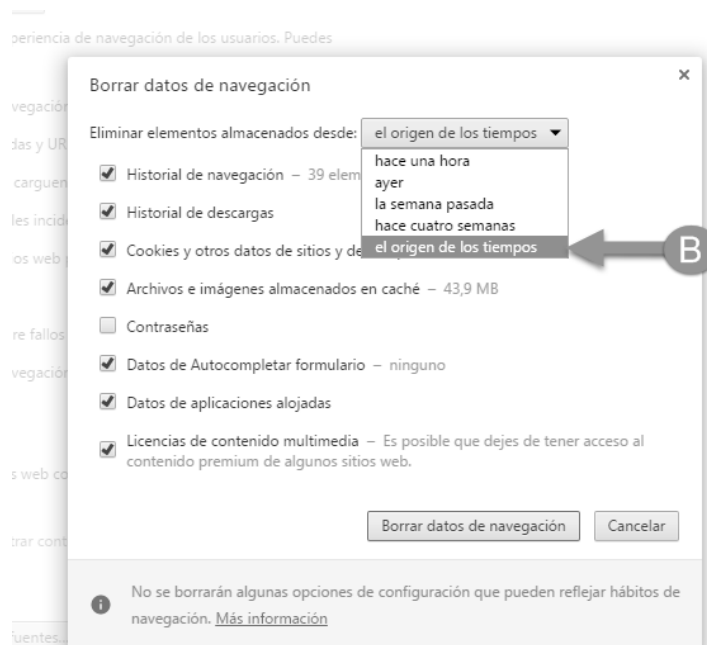 periencia de navegación de los usuarios. Puedes
Borrar datos de navegación
Eliminar elementos almacenados desde: el origen de los tiempos
hace una hora
ayer
la semana pasada
hace cuatro semanas
el origen de los tiempos
B
Historial de navegación – 39 elem
Historial de descargas
Cookies y otros datos de sitios y de
Archivos e imágenes almacenados en caché – 43,9 MB
Contraseñas
Datos de Autocompletar formulario – ninguno
Datos de aplicaciones alojadas
Licencias de contenido multimedia – Es posible que dejes de tener acceso al
contenido premium de algunos sitios web.
Borrar datos de navegación Cancelar
No se borrarán algunas opciones de configuración que pueden reflejar hábitos de
navegación. Más información
vegación
das y UR
carguen
les incid
os web
re fallos
vegación
s web co
trar cont
fuentes...